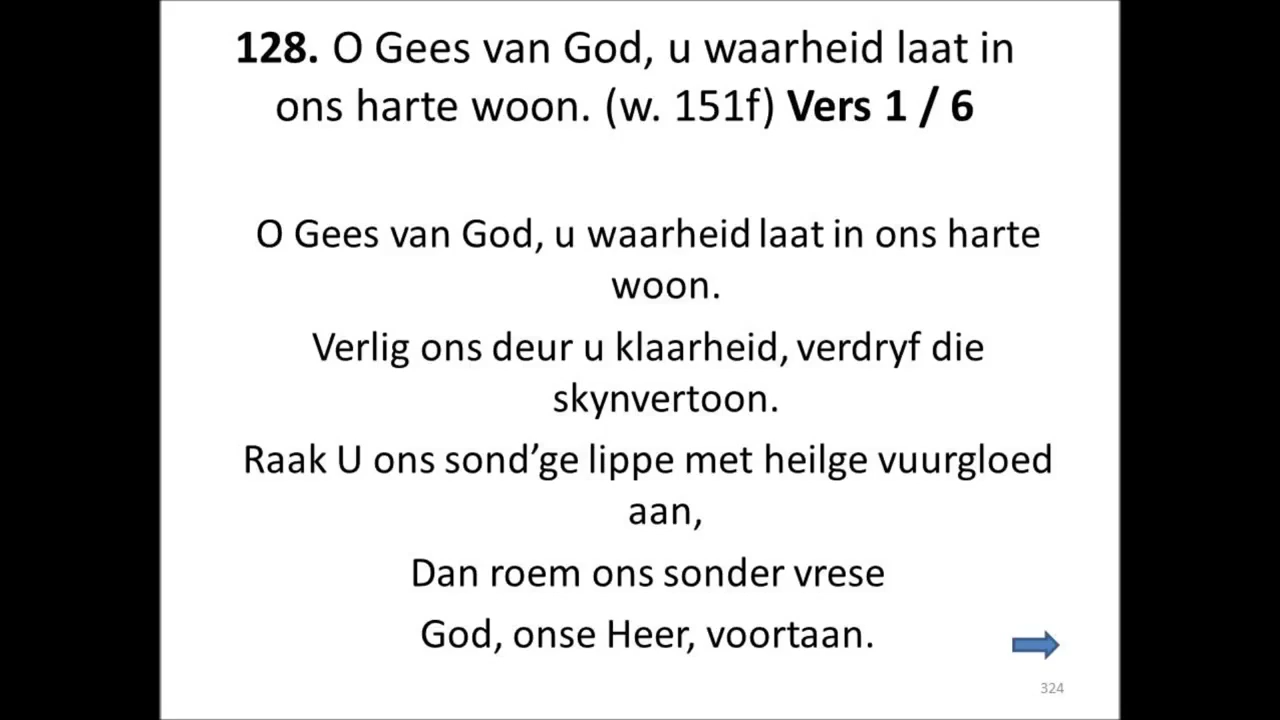 128. O Gees van God, u waarheid laat in
ons harte woon. (w. 151f) Vers 1 / 6
O Gees van God, u waarheid laat in ons harte
woon.
Verlig ons deur u klaarheid, verdryf die
skynvertoon.
Raak U ons sond’ge lippe met heilge vuurgloed
aan,
Dan roem ons sonder vrese
God, onse Heer, voortaan.
324